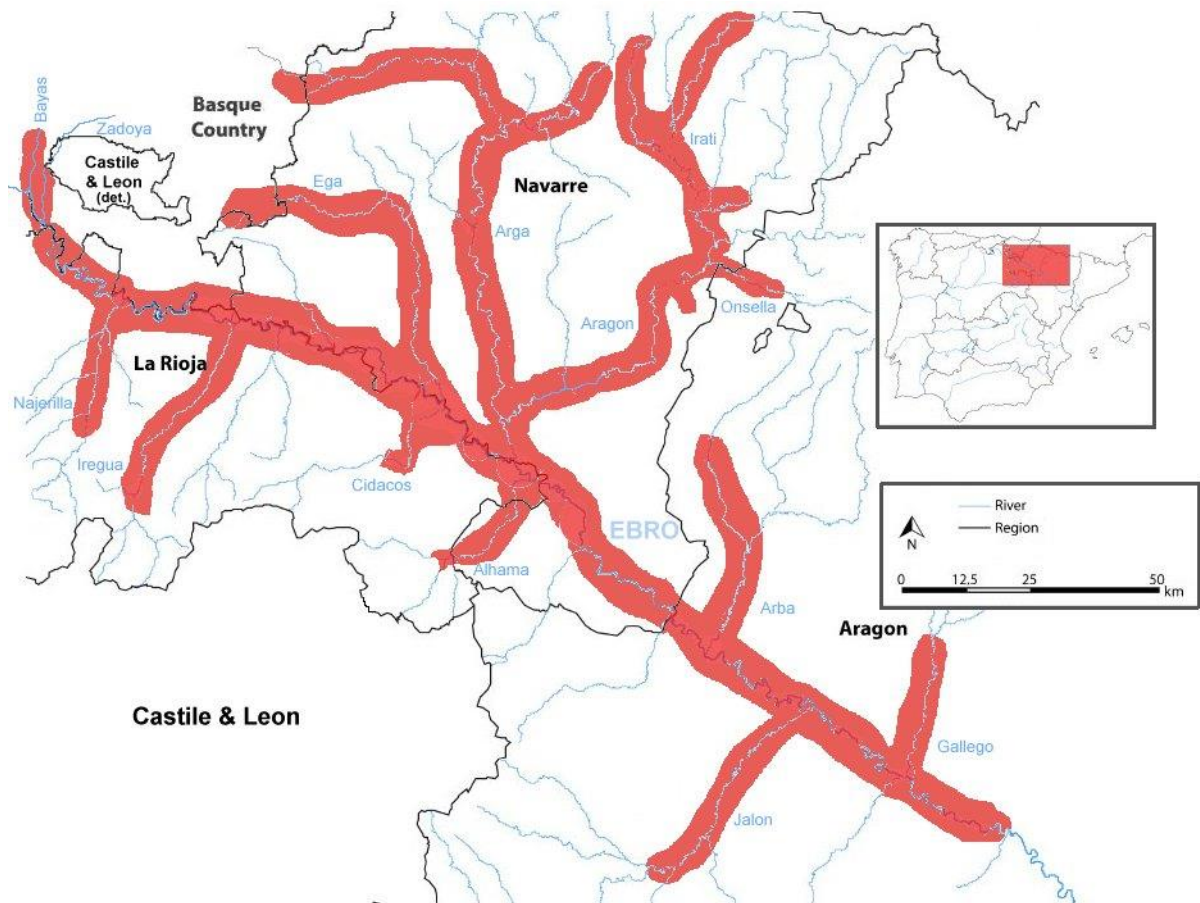 Bayas
Zadoya
Basque
Country
Castile
& Leon
(det.)
Ega
Navarre
Irati
Arga
Aragon
Onsella
La Rioja
Najerilla
Iregua
Cidacos
EBRO
Alhama
Arba
Aragon
Castile & Leon
Gallego
Jalon
River
Region
N
0 12.5 25 50
km